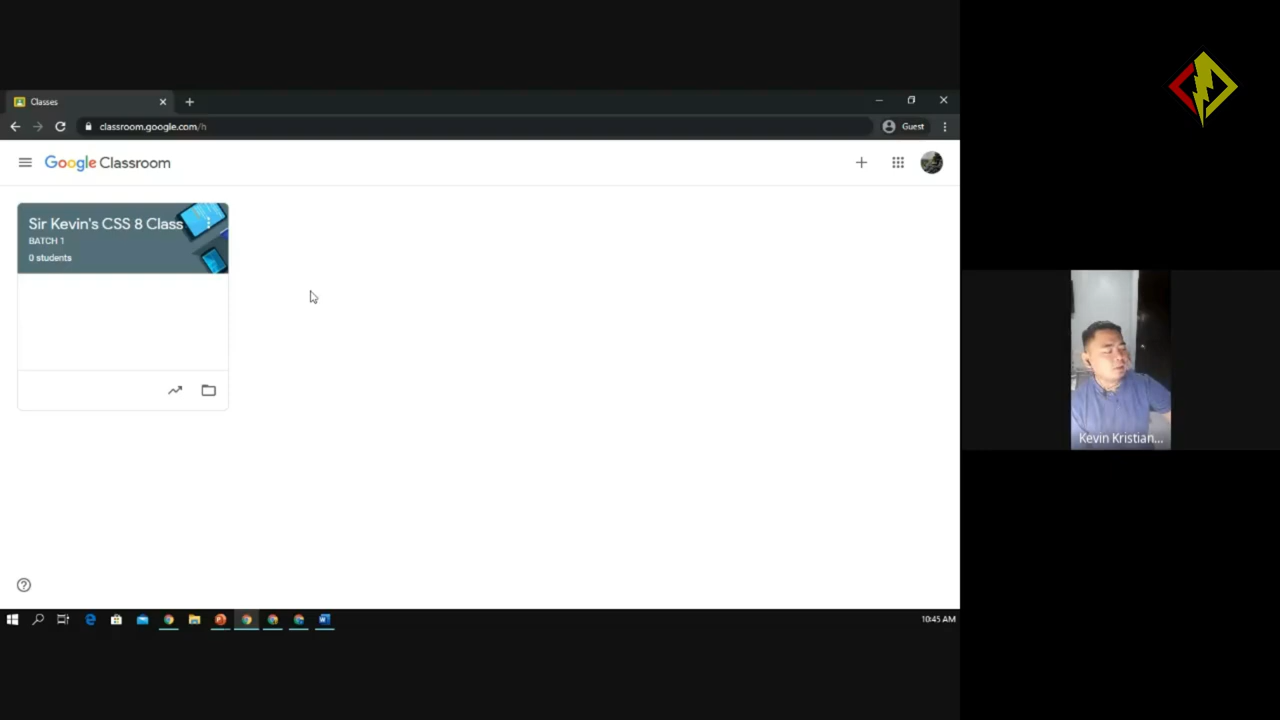 Classes
classroom.google.com/h
Guest
Google Classroom
Sir Kevin's CSS 8 Class
BATCH 1
0 students
Kevin Kristian...
10:45 AM